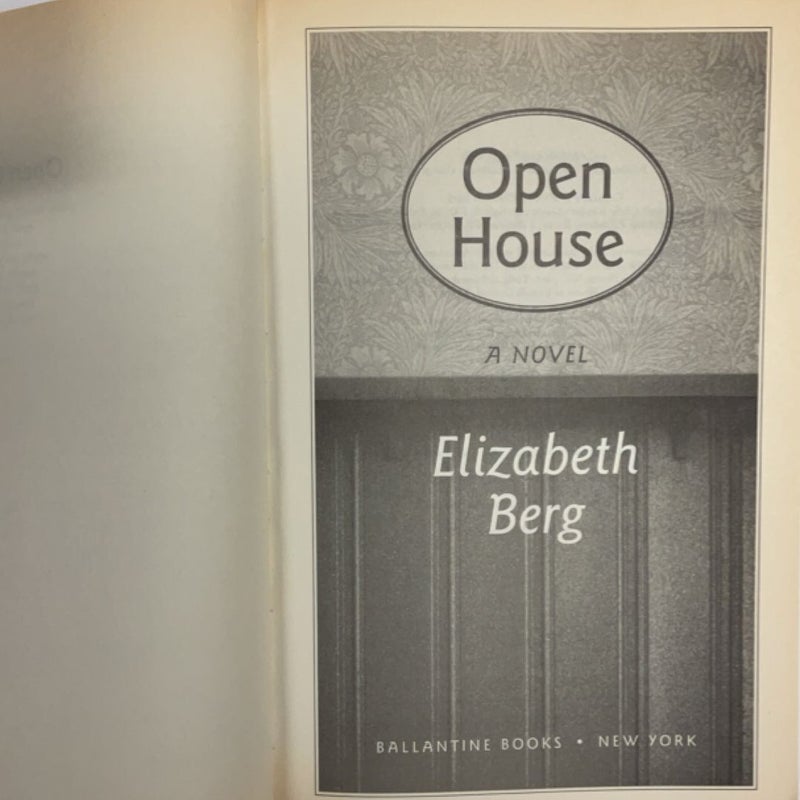 Open
House
A NOVEL
Elizabeth
Berg
BALLANTINE BOOKS • NEW YORK